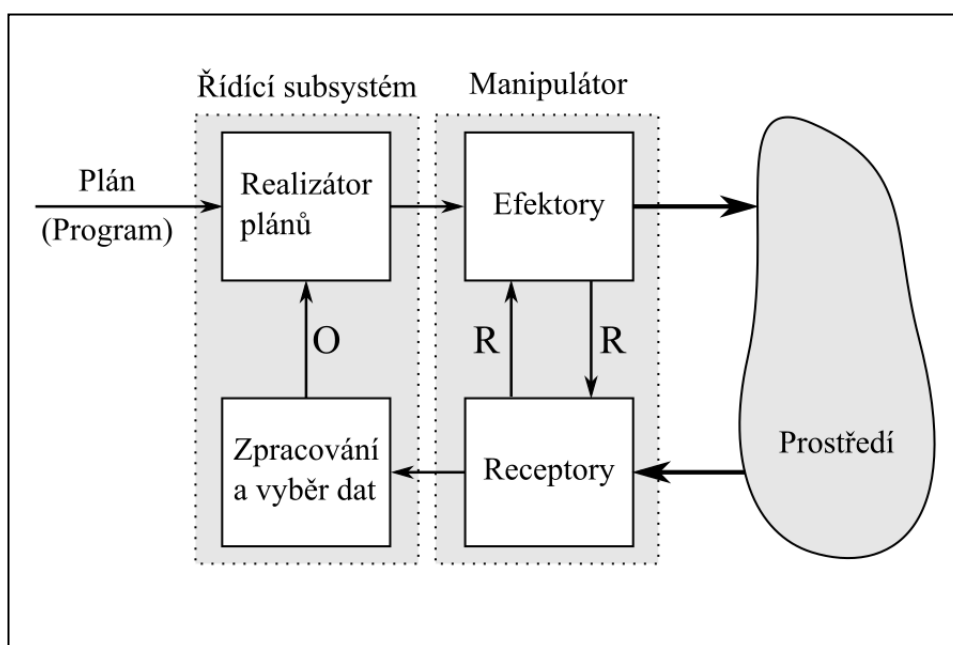 Řídící subsystém
Manipulátor
Plán
(Program)
Realizátor
plánů
Efektory
O
R
R
Zpracování
a vyběr dat
Receptory
Prostředí